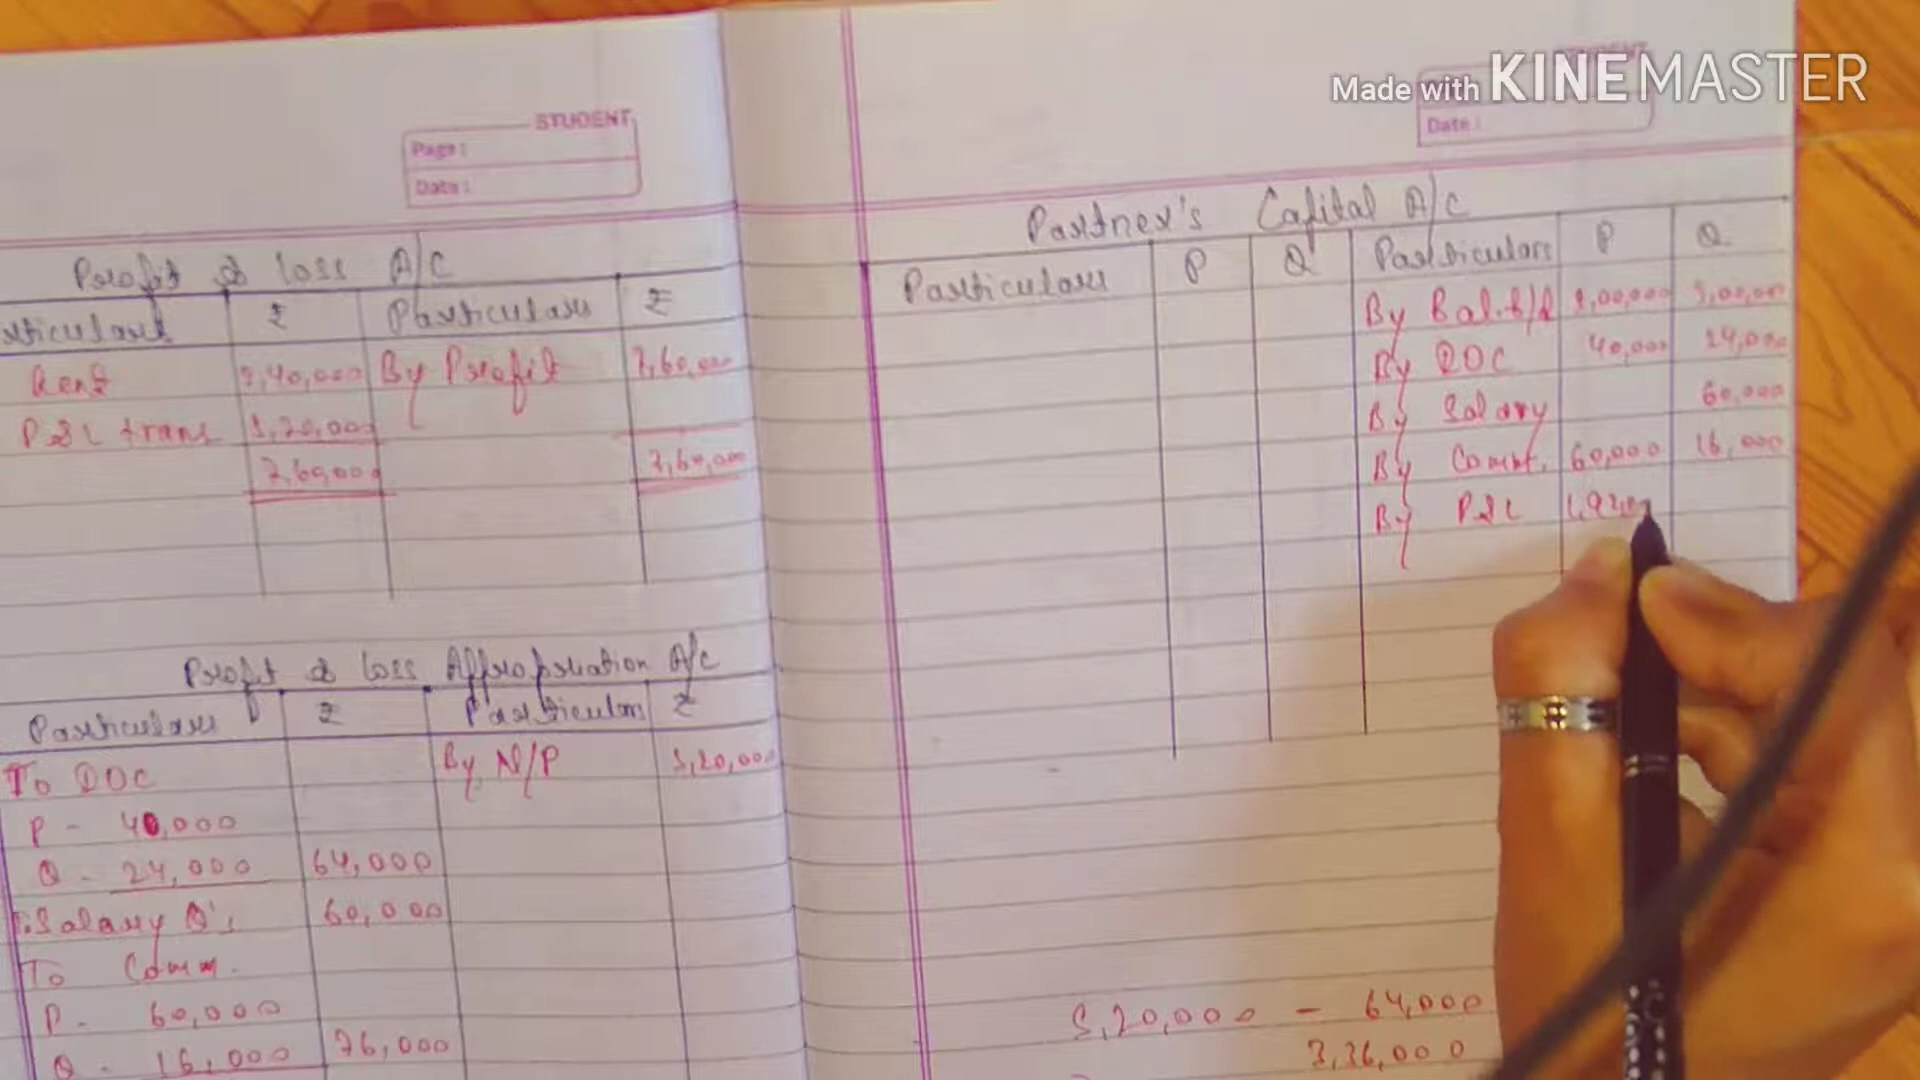 Made with KINEMASTER
STUDENT
Page :
Date :
Profit & loss A/C
₹ Particulars ₹
Rent 2,40,000 By Profit 7,60,000
P&L trans 5,20,000
7,60,000 7,60,000
Profit & loss Appropriation A/c
Particulars ₹ Particulars ₹
To IOC By N/P 5,20,000
P - 40,000
Q - 24,000 64,000
Salary Q's 60,000
To Comm.
P - 60,000
Q - 16,000 76,000
Date :
Partner's Capital A/c
Particulars P Q Particulars P Q
By Bal. b/d 5,00,000
By IOC 40,000 24,000
By Salary 60,000
By Comm. 60,000 16,000
By P&L
5,20,000 - 64,000
3,36,000